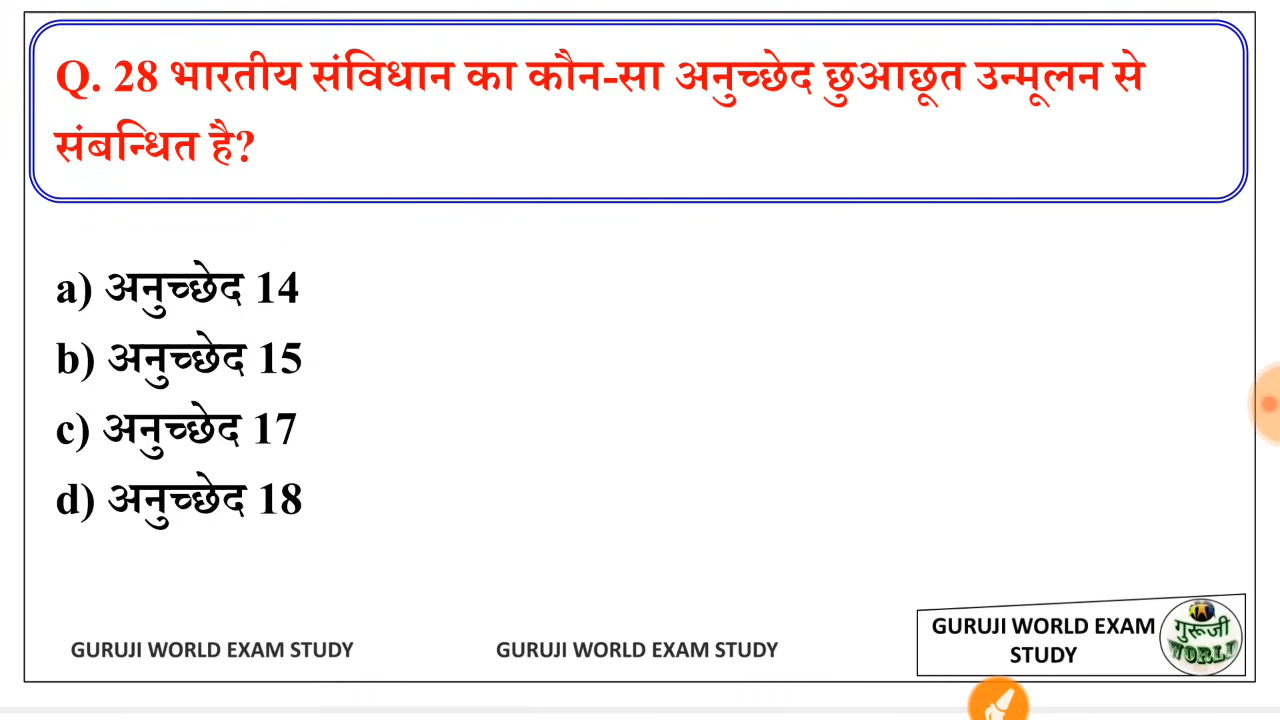 Q. 28 भारतीय संविधान का कौन-सा अनुच्छेद छुआछूत उन्मूलन से
संबन्धित है?
a) अनुच्छेद 14
b) अनुच्छेद 15
c) अनुच्छेद 17
d) अनुच्छेद 18
GURUJI WORLD EXAM STUDY
GURUJI WORLD EXAM STUDY
GURUJI WORLD EXAM
STUDY
गुरूजी
WORLD